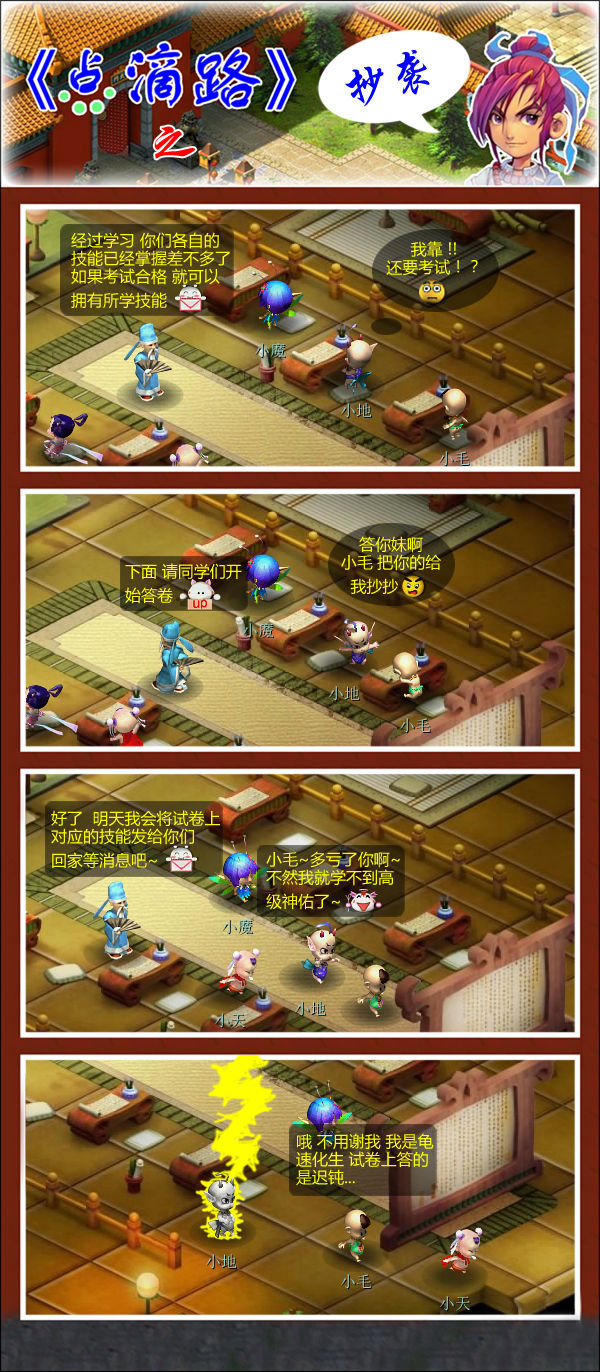 《点滴路》
之
抄袭
经过学习 你们各自的
技能已经掌握差不多了
如果考试合格 就可以
拥有所学技能
我靠 !!
还要考试！？
小魔
小地
小毛
下面 请同学们开
始答卷
up
答你妹啊
小毛 把你的给
我抄抄
小魔
小地
小毛
好了 明天我会将试卷上
对应的技能发给你们
回家等消息吧~
小毛~多亏了你啊~
不然我就学不到高
级神佑了~
小魔
小天
小地
哦 不用谢我 我是龟
速化生 试卷上答的
是迟钝...
小地
小毛
小天